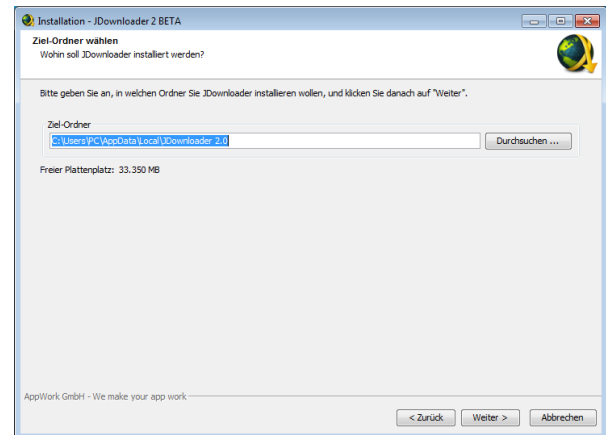 Installation - JDownloader 2 BETA
Ziel-Ordner wählen
Wohin soll JDownloader installiert werden?
Bitte geben Sie an, in welchen Ordner Sie JDownloader installieren wollen, und klicken Sie danach auf "Weiter".
Ziel-Ordner
C:\Users\PC\AppData\Local\JDownloader 2.0
Durchsuchen ...
Freier Plattenplatz: 33.350 MB
AppWork GmbH - We make your app work
< Zurück
Weiter >
Abbrechen